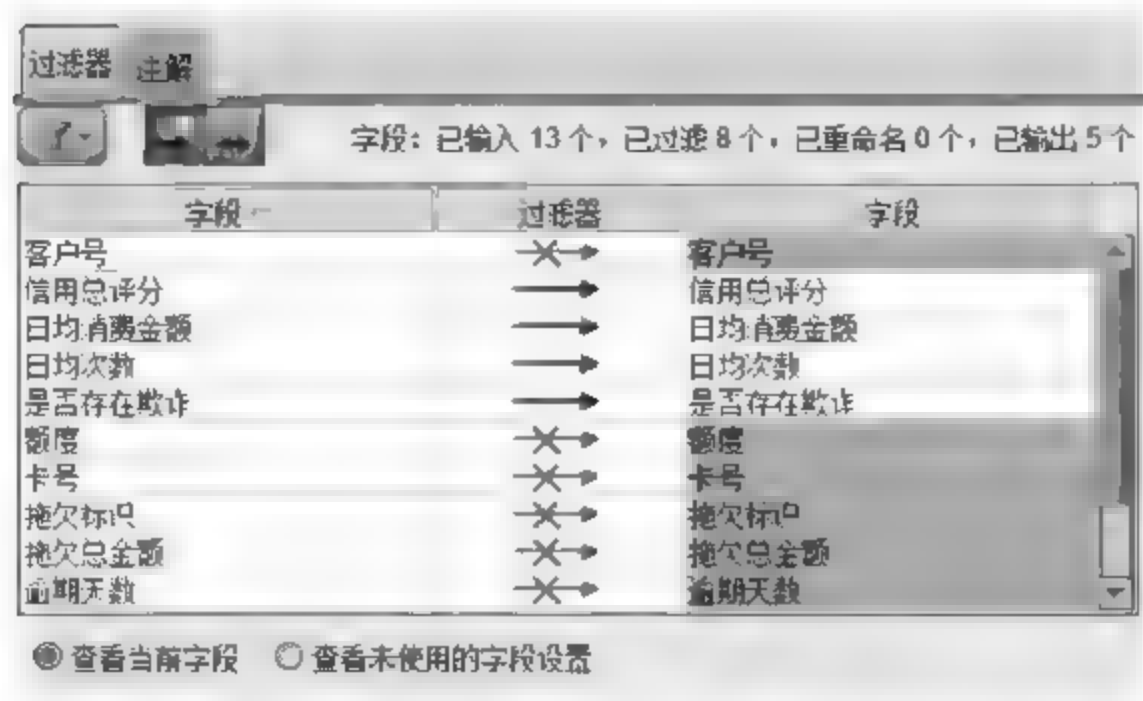 过滤器 注解
字段：已输入 13 个，已过滤 8 个，已重命名 0 个，已输出 5 个
字段 过滤器 字段
客户号 客户号
信用总评分 信用总评分
日均消费金额 日均消费金额
日均次数 日均次数
是否存在欺诈 是否存在欺诈
额度 额度
卡号 卡号
拖欠标识 拖欠标识
拖欠总金额 拖欠总金额
逾期天数 逾期天数
查看当前字段 查看未使用的字段设置